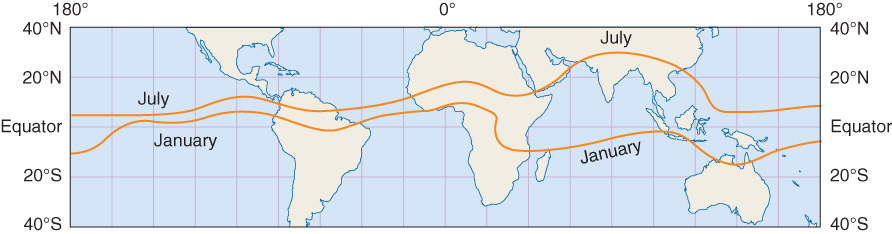 180° 0° 180°
40°N July 40°N
20°N 20°N
July
Equator Equator
January January
20°S 20°S
40°S 40°S